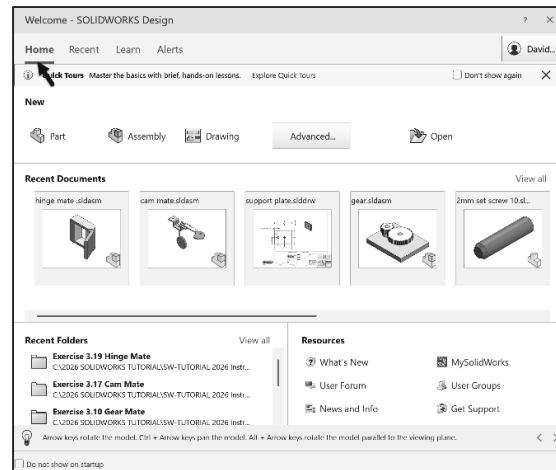 Welcome - SOLIDWORKS Design ? ×
Home Recent Learn Alerts David...
Quick Tours Master the basics with brief, hands-on lessons. Explore Quick Tours Don't show again
New
Part Assembly Drawing Advanced... Open
Recent Documents View all
hinge mate .sldasm cam mate.sldasm support plate.slddrw gear.sldasm 2mm set screw 10.sl...
Recent Folders View all
Exercise 3.19 Hinge Mate
C:\2026 SOLIDWORKS TUTORIAL\SW-TUTORIAL 2026 Instr...
Exercise 3.17 Cam Mate
C:\2026 SOLIDWORKS TUTORIAL\SW-TUTORIAL 2026 Instr...
Exercise 3.10 Gear Mate
C:\2026 SOLIDWORKS TUTORIAL\SW-TUTORIAL 2026 Instr...
Resources
What's New MySolidWorks
User Forum User Groups
News and Info Get Support
Arrow keys rotate the model. Ctrl + Arrow keys pan the model. Alt + Arrow keys rotate the model parallel to the viewing plane.
Do not show on startup